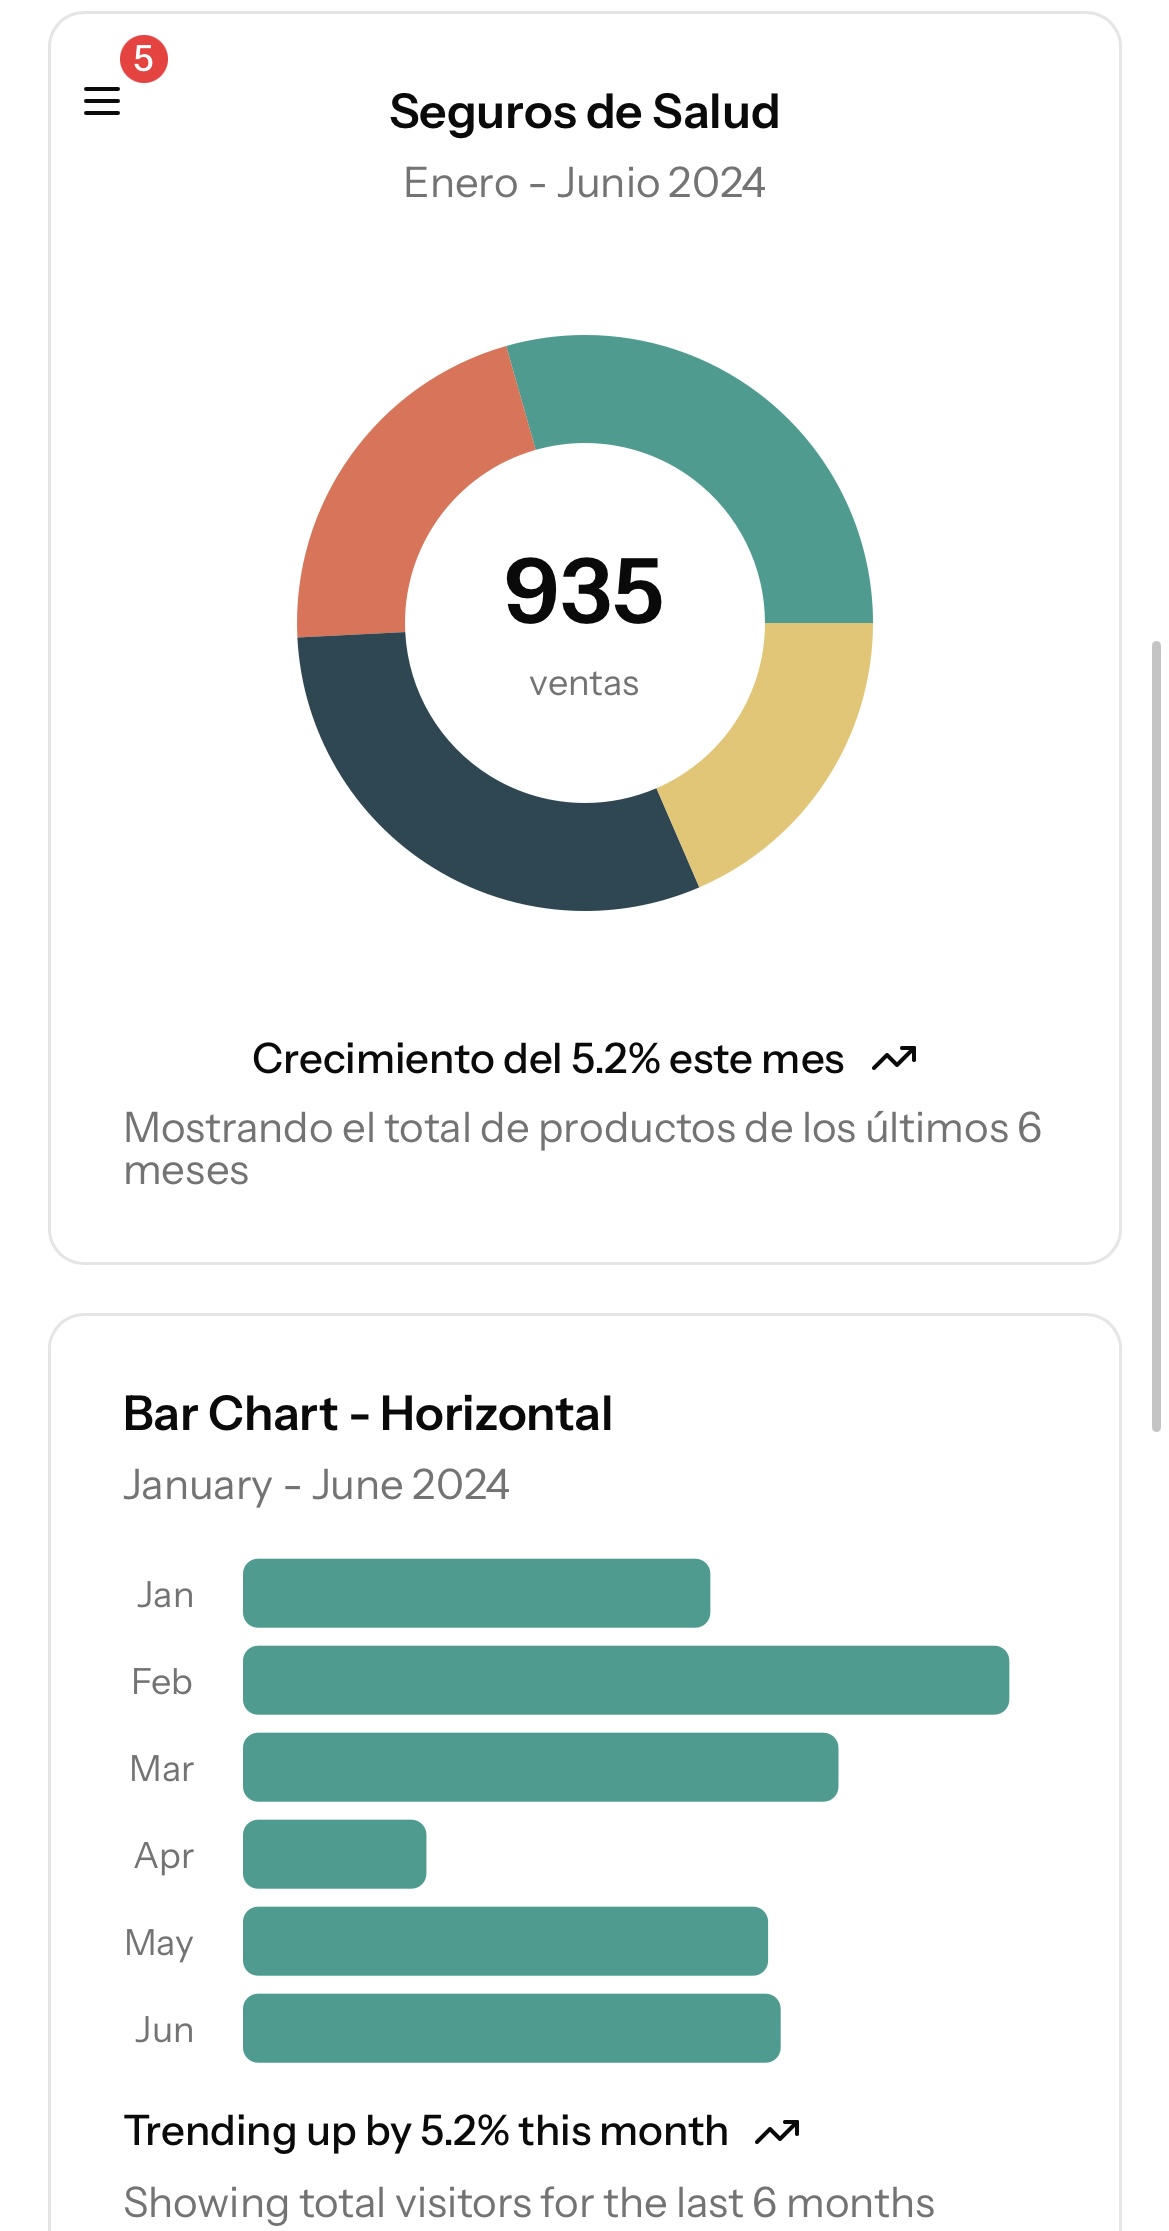 5
Seguros de Salud
Enero - Junio 2024
935
ventas
Crecimiento del 5.2% este mes
Mostrando el total de productos de los últimos 6
meses
Bar Chart - Horizontal
January - June 2024
Jan
Feb
Mar
Apr
May
Jun
Trending up by 5.2% this month
Showing total visitors for the last 6 months